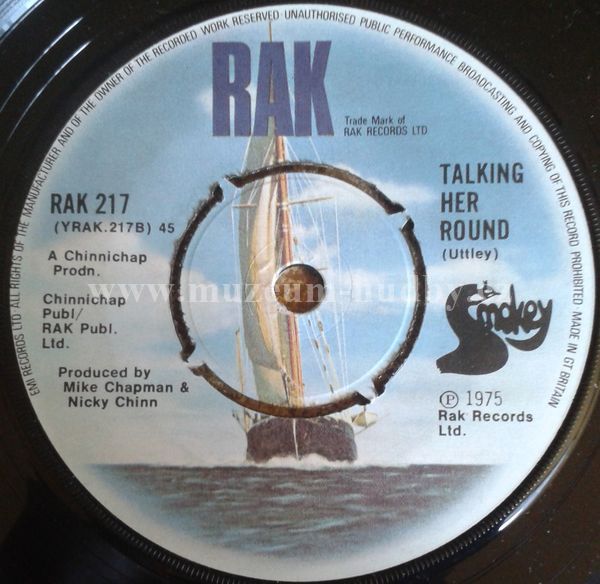 EMI RECORDS LTD. ALL RIGHTS OF THE MANUFACTURER AND OF THE OWNER OF THE RECORDED WORK RESERVED UNAUTHORISED PUBLIC PERFORMANCE BROADCASTING AND COPYING OF THIS RECORD PROHIBITED MADE IN GT BRITAIN
RAK
Trade Mark of
RAK RECORDS LTD
RAK 217
(YRAK.217B) 45
A Chinnichap
Prodn.
Chinnichap
Publ/
RAK Publ.
Ltd.
Produced by
Mike Chapman &
Nicky Chinn
TALKING
HER
ROUND
(Uttley)
Smokey
℗ 1975
Rak Records
Ltd.
www.muzeum-hudby